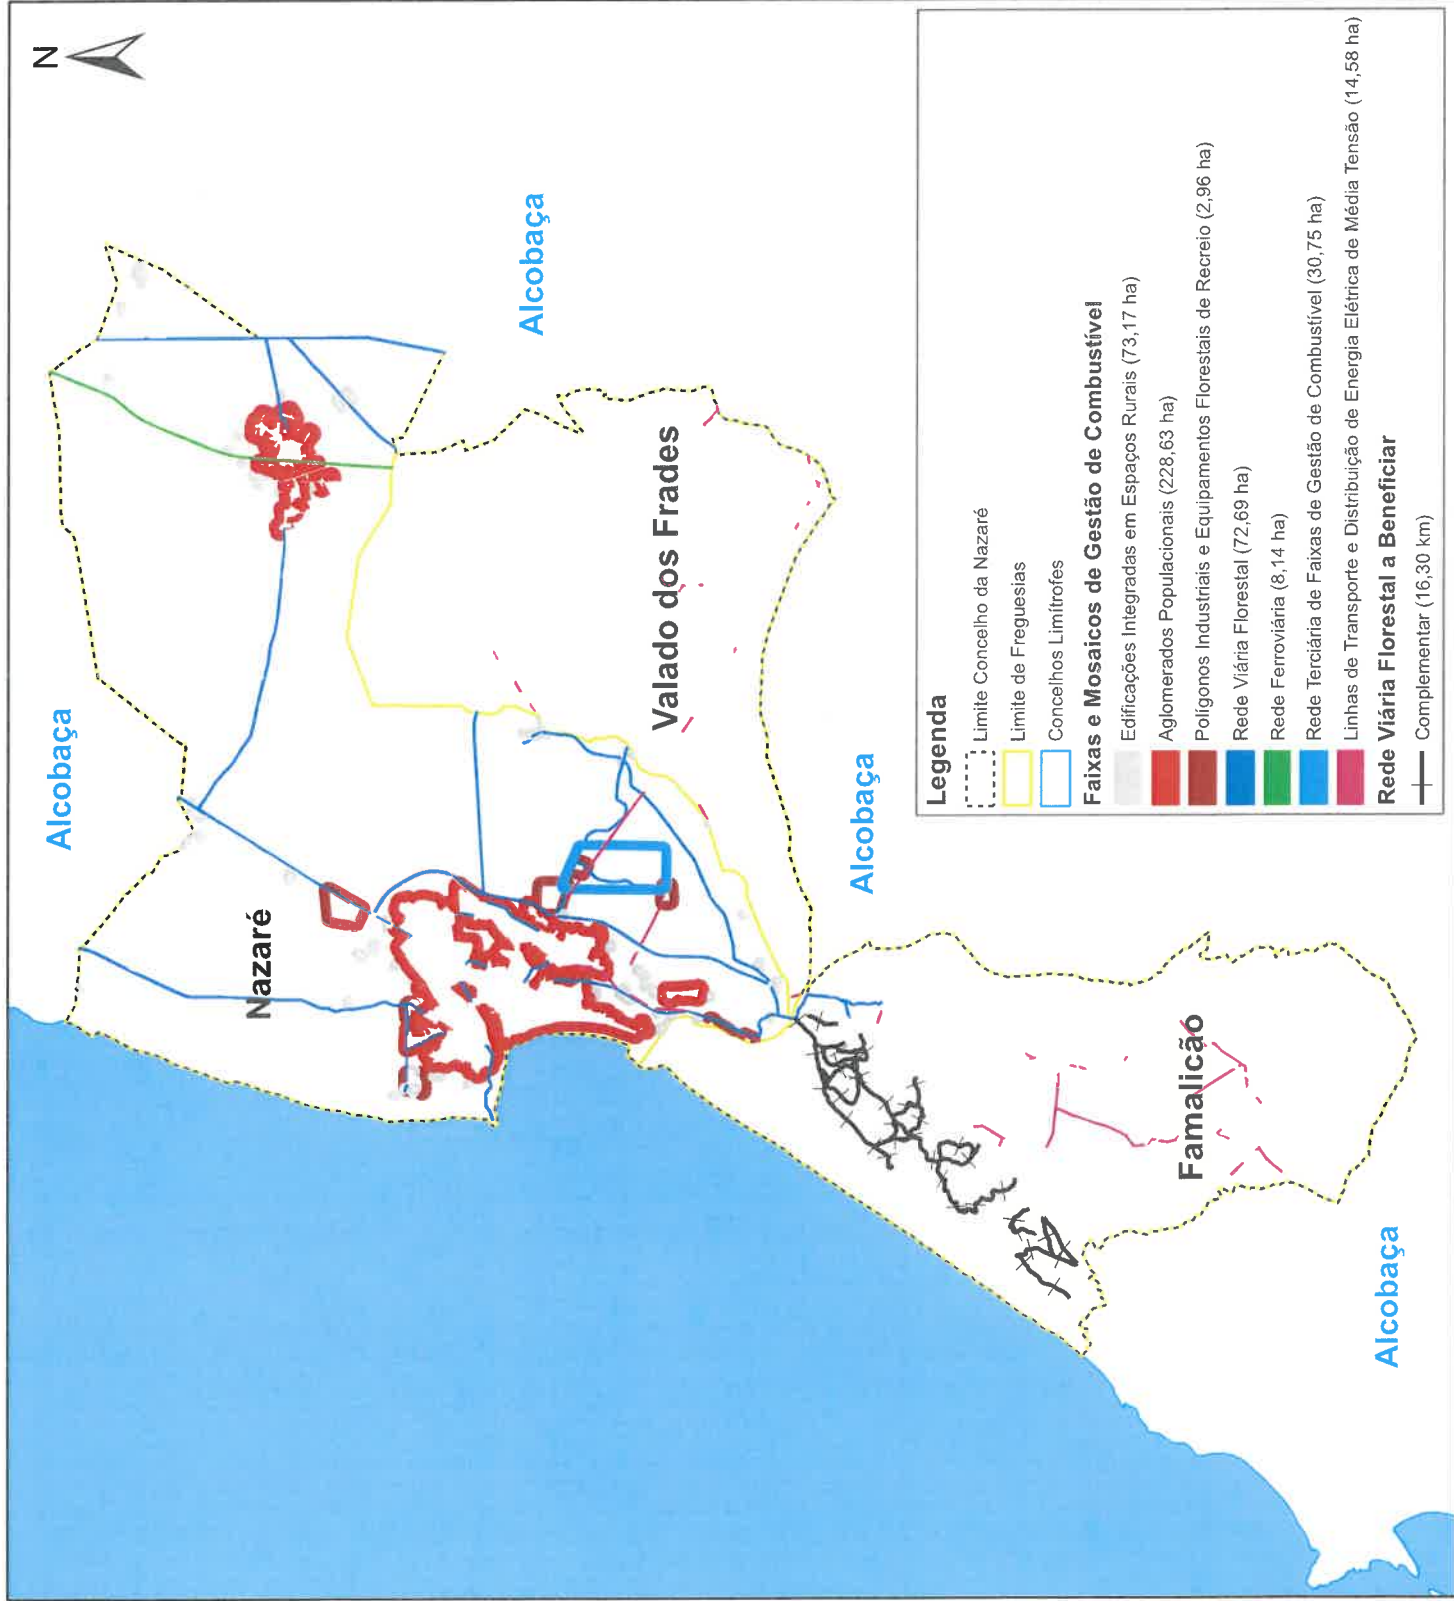 N
Alcobaça
Alcobaça
Nazaré
Valado dos Frades
Alcobaça
Famalicão
Alcobaça
Legenda
Limite Concelho da Nazaré
Limite de Freguesias
Concelhos Limítrofes
Faixas e Mosaicos de Gestão de Combustível
Edificações Integradas em Espaços Rurais (73,17 ha)
Aglomerados Populacionais (228,63 ha)
Polígonos Industriais e Equipamentos Florestais de Recreio (2,96 ha)
Rede Viária Florestal (72,69 ha)
Rede Ferroviária (8,14 ha)
Rede Terciária de Faixas de Gestão de Combustível (30,75 ha)
Linhas de Transporte e Distribuição de Energia Elétrica de Média Tensão (14,58 ha)
Rede Viária Florestal a Beneficiar
Complementar (16,30 km)